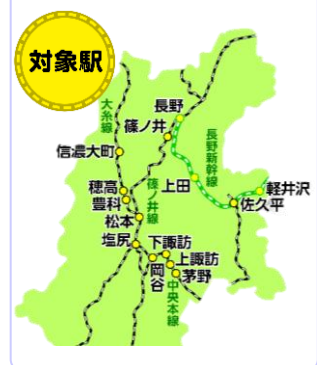 対象駅
長野
大糸線
篠ノ井
長野新幹線
信濃大町
軽井沢
上田
穂高
篠ノ井線
豊科
佐久平
松本
塩尻
下諏訪
上諏訪
岡谷
茅野
中央本線